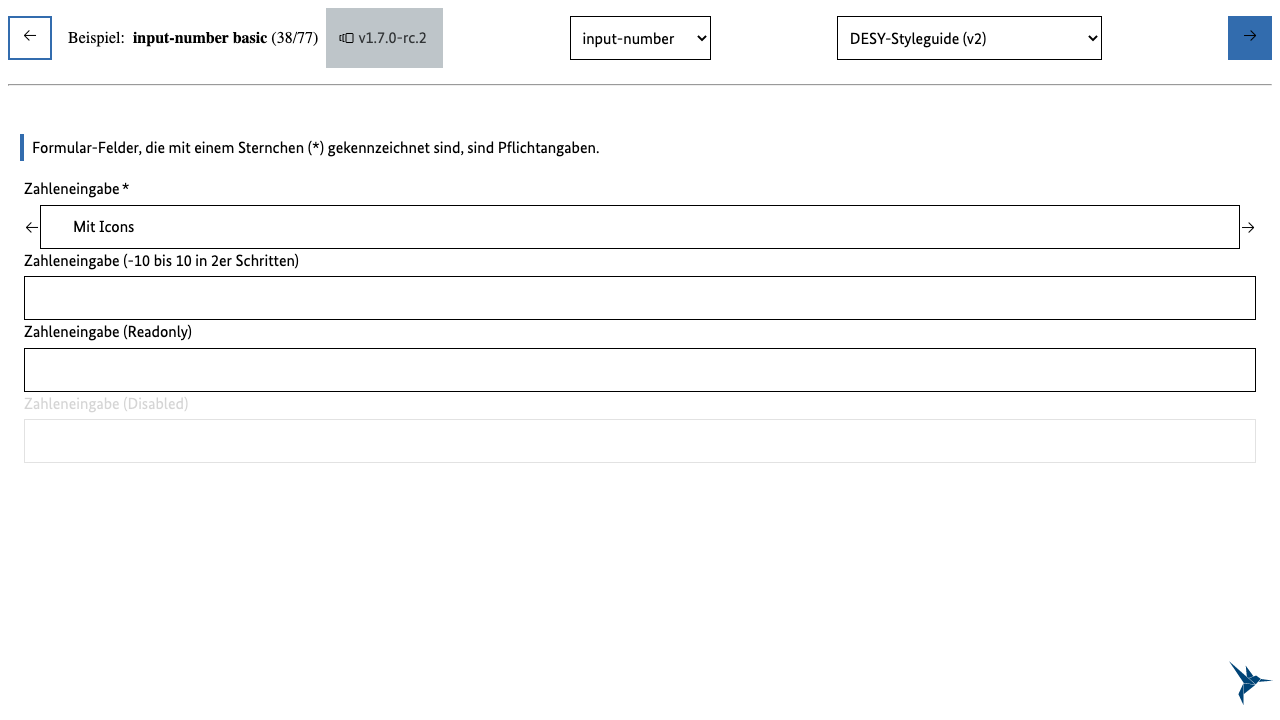 ← Beispiel: input-number basic (38/77) v1.7.0-rc.2 input-number DESY-Styleguide (v2) →
Formular-Felder, die mit einem Sternchen (*) gekennzeichnet sind, sind Pflichtangaben.
Zahleneingabe *
← Mit Icons →
Zahleneingabe (-10 bis 10 in 2er Schritten)
Zahleneingabe (Readonly)
Zahleneingabe (Disabled)